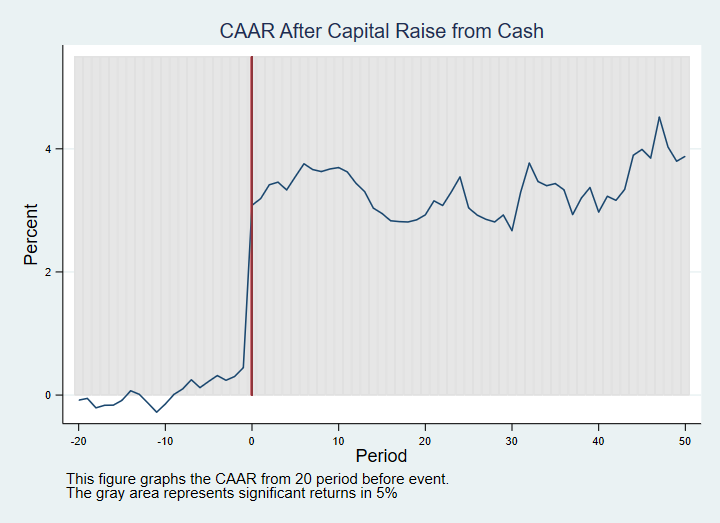 CAAR After Capital Raise from Cash
Percent
4
2
0
-20 -10 0 10 20 30 40 50
Period
This figure graphs the CAAR from 20 period before event.
The gray area represents significant returns in 5%